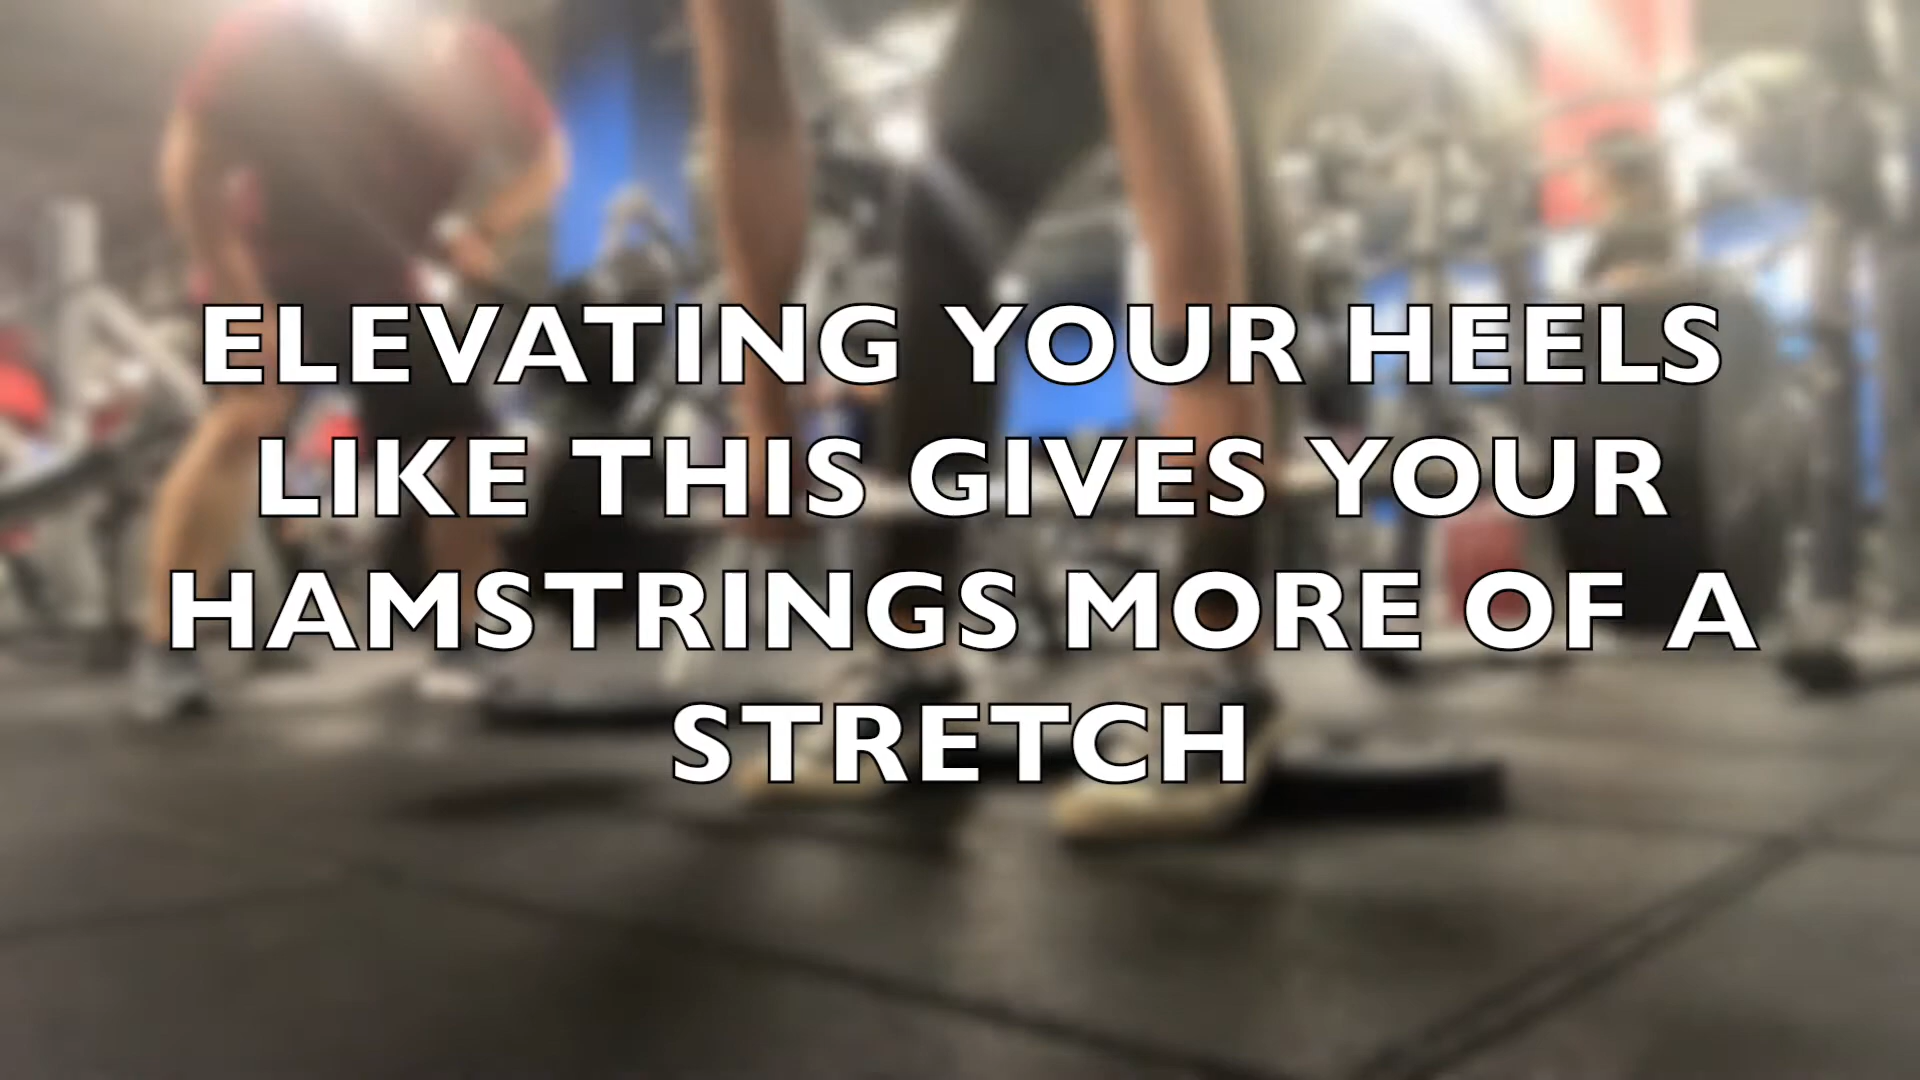 ELEVATING YOUR HEELS
LIKE THIS GIVES YOUR
HAMSTRINGS MORE OF A
STRETCH